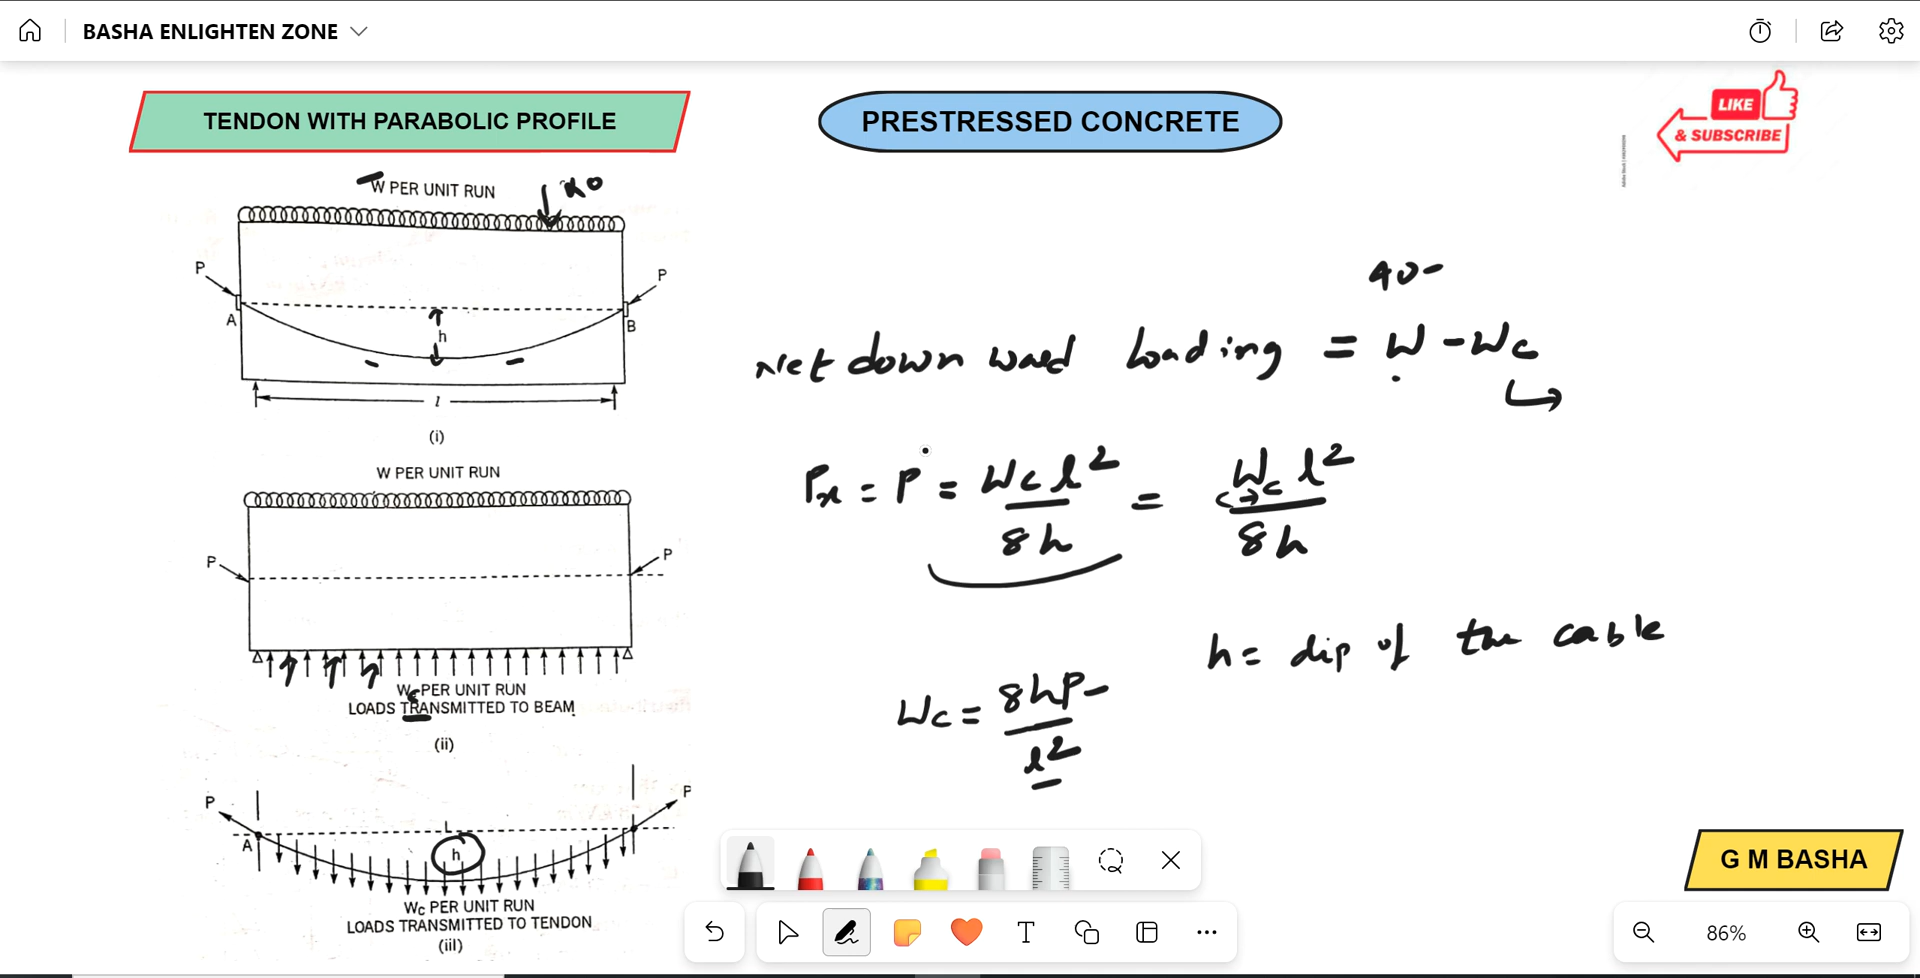 BASHA ENLIGHTEN ZONE
TENDON WITH PARABOLIC PROFILE
PRESTRESSED CONCRETE
LIKE
& SUBSCRIBE
W PER UNIT RUN
P
P
A
h
B
l
(i)
W PER UNIT RUN
P
P
Wc PER UNIT RUN
LOADS TRANSMITTED TO BEAM
(ii)
P
P
A
L
h
Wc PER UNIT RUN
LOADS TRANSMITTED TO TENDON
(iii)
40-
Net down ward loading = W - Wc
Px = P = Wc l² / 8h = Wc l² / 8h
h = dip of the cable
Wc = 8hP / l²
G M BASHA
86%